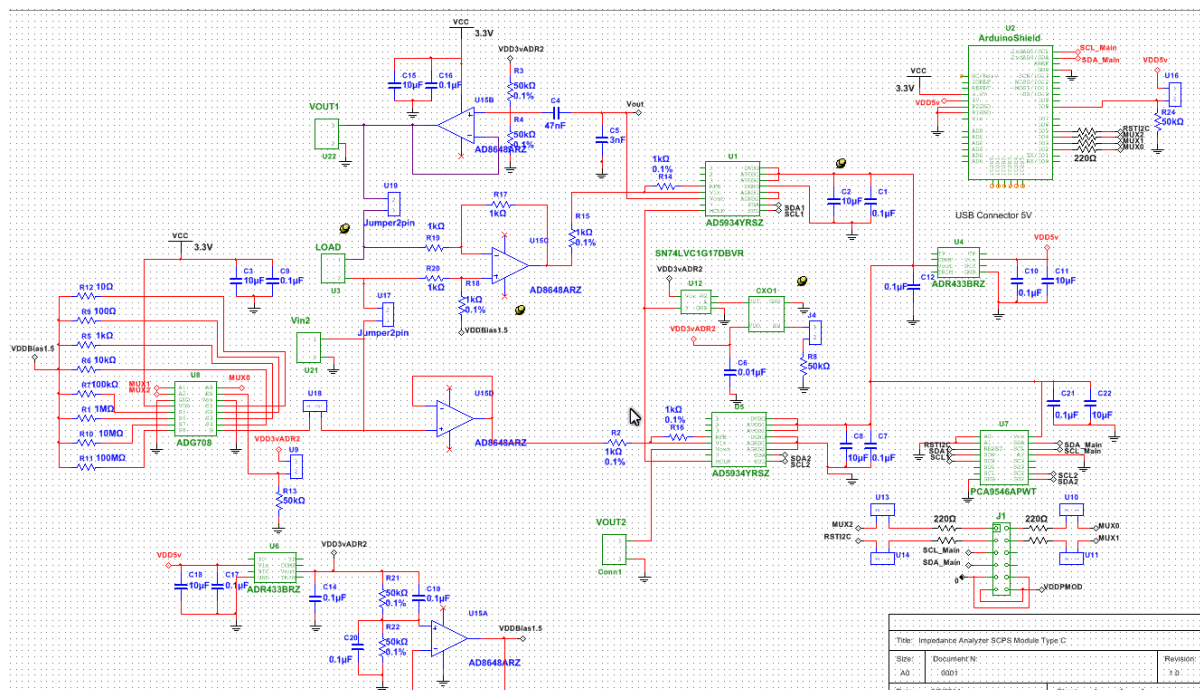 VCC
3.3V
VDD3vADR2
C15
10µF
C16
0.1µF
R3
50kΩ
0.1%
R4
50kΩ
0.1%
C4
47nF
Vout
C5
3nF
VOUT1
U22
U15B
AD8648ARZ
U2
ArduinoShield
SCL_Main
SDA_Main
VCC
3.3V
VDD5v
VDD5v
U16
R24
50kΩ
RSTI2C
MUX2
MUX1
MUX0
220Ω
1kΩ
0.1%
R14
U1
AD5934YRSZ
SDA1
SCL1
C2
10µF
C1
0.1µF
USB Connector 5V
VDD5v
U4
ADR433BRZ
C12
0.1µF
C10
0.1µF
C11
10µF
U19
Jumper2pin
R17
1kΩ
1kΩ
R19
R15
1kΩ
0.1%
U15C
AD8648ARZ
LOAD
U3
R20
1kΩ
R18
1kΩ
0.1%
VDDBias1.5
U17
Jumper2pin
Vin2
U21
SN74LVC1G17DBVR
VDD3vADR2
U12
CXO1
VDD3vADR2
J4
R8
50kΩ
C6
0.01µF
VCC
3.3V
C3
10µF
C9
0.1µF
R12 10Ω
R9 100Ω
R5 1kΩ
R6 10kΩ
R7 100kΩ
R1 1MΩ
R10 10MΩ
R11 100MΩ
VDDBias1.5
U8
MUX1
MUX2
MUX0
ADG708
U18
VDD3vADR2
U9
R13
50kΩ
U15D
AD8648ARZ
R2
1kΩ
0.1%
1kΩ
0.1%
R16
U5
AD5934YRSZ
SDA2
SCL2
C8
10µF
C7
0.1µF
C21
0.1µF
C22
10µF
U7
RSTI2C
SDA1
SCL1
SDA_Main
SCL_Main
SCL2
SDA2
PCA9546APWT
U13
MUX2
RSTI2C
U14
220Ω
J1
220Ω
U10
MUX0
MUX1
U11
SCL_Main
SDA_Main
0
VDDPMOD
VOUT2
Conn1
VDD5v
U6
VDD3vADR2
C18
10µF
C17
0.1µF
ADR433BRZ
C14
0.1µF
R21
50kΩ
0.1%
C19
0.1µF
R22
50kΩ
0.1%
C20
0.1µF
U15A
VDDBias1.5
AD8648ARZ
Title: Impedance Analyzer SCPS Module Type C
Size:
A0
Document N:
0001
Revision:
1.0